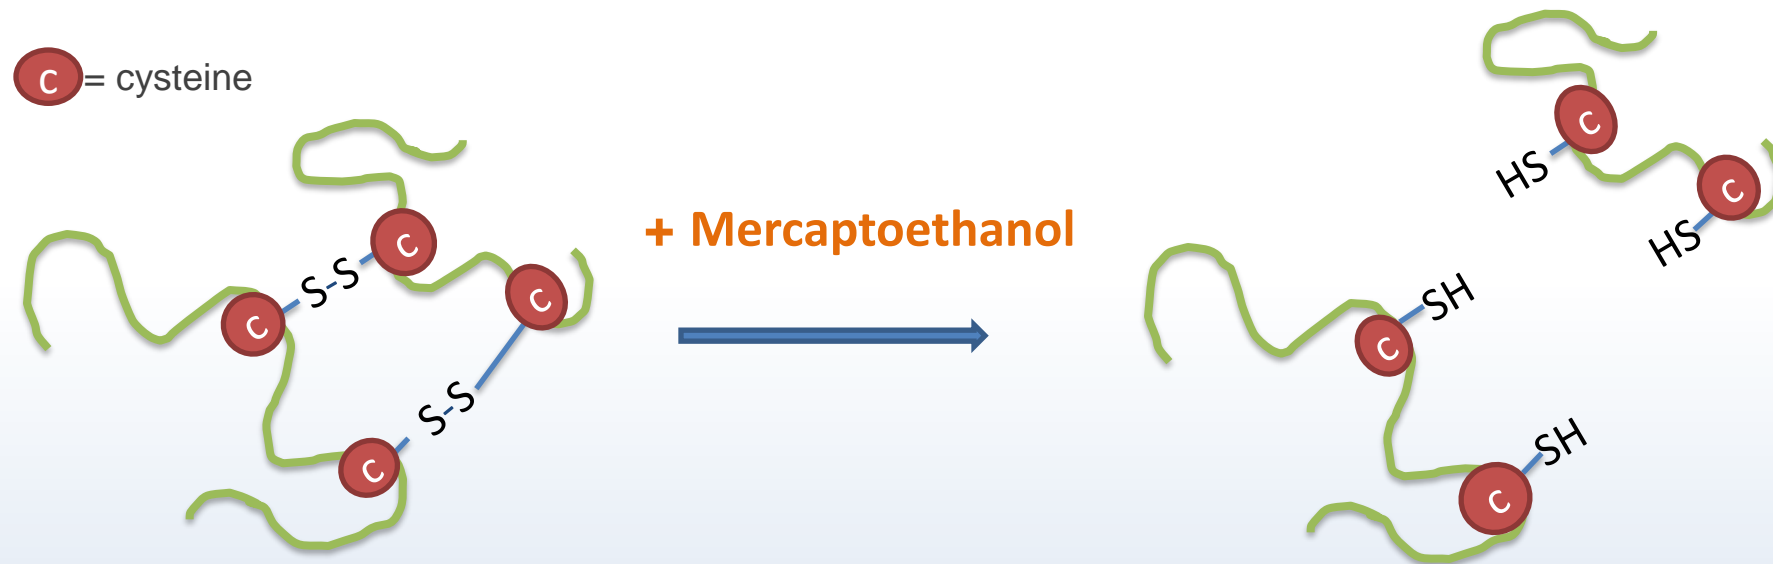 C = cysteine
+ Mercaptoethanol
C
S-S
C
C
S-S
C
C
HS
C
HS
C
SH
C
SH